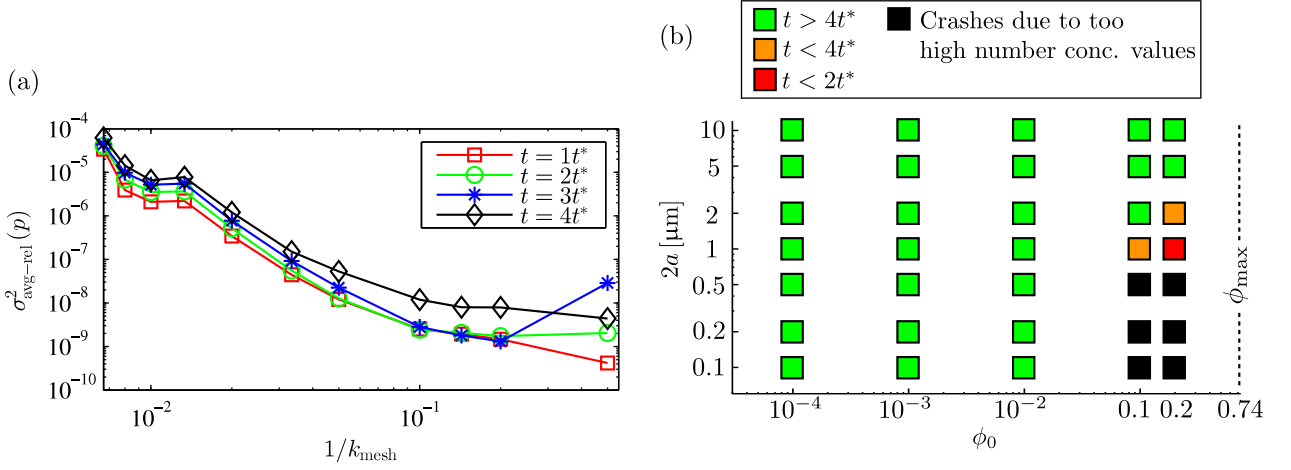 (a)
10⁻⁴
10⁻⁵
10⁻⁶
10⁻⁷
10⁻⁸
10⁻⁹
10⁻¹⁰
σ²avg−rel(p)
10⁻²
10⁻¹
1/kmesh
t = 1t*
t = 2t*
t = 3t*
t = 4t*
(b)
t > 4t*
t < 4t*
t < 2t*
Crashes due to too
high number conc. values
10
5
2
1
0.5
0.2
0.1
2a [μm]
10⁻⁴
10⁻³
10⁻²
0.1
0.2
0.74
ϕ₀
ϕmax